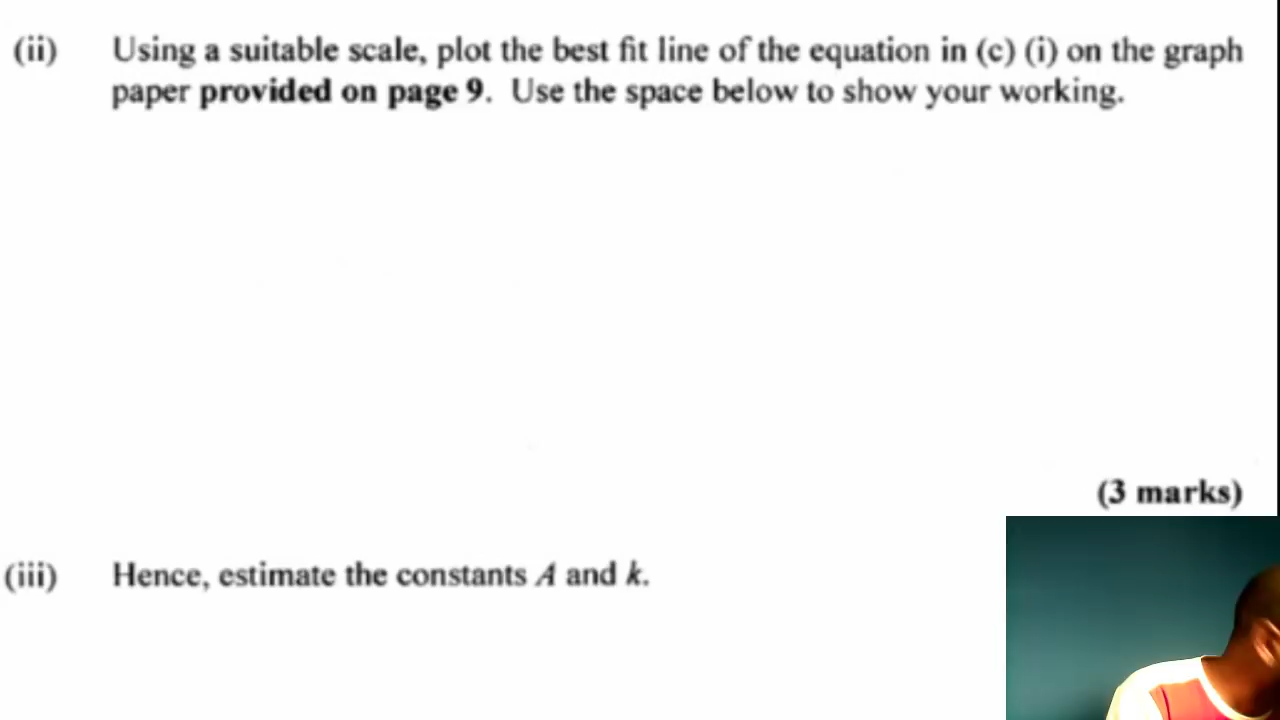 (ii) Using a suitable scale, plot the best fit line of the equation in (c) (i) on the graph
paper provided on page 9. Use the space below to show your working.
(3 marks)
(iii) Hence, estimate the constants A and k.